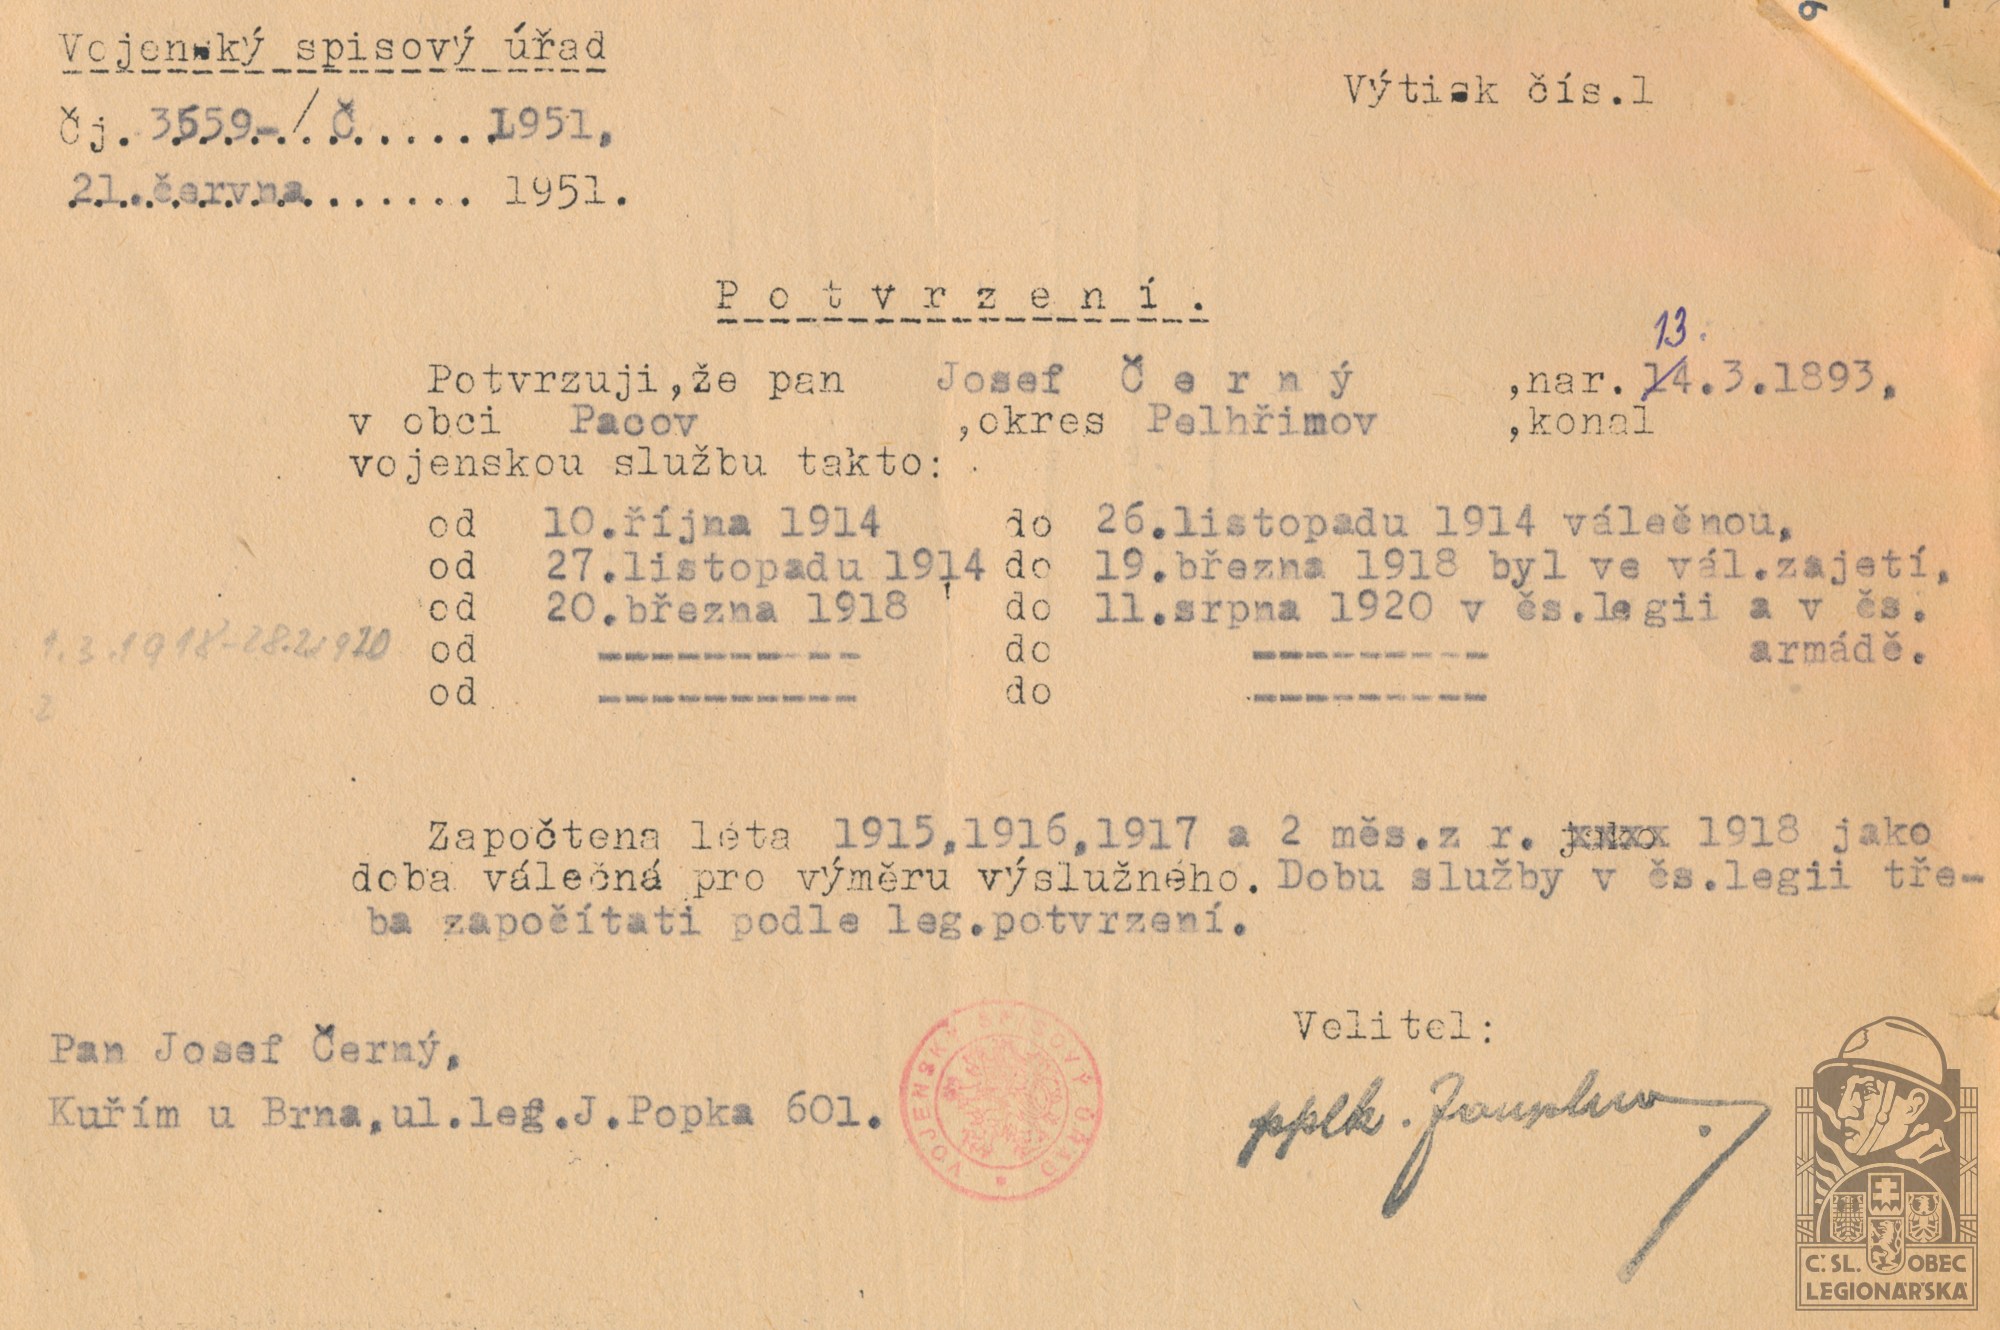 Vojenský spisový úřad
Výtisk čís.1
Čj. 3659-/Č......1951,
21.června....... 1951.
Potvrzení.
13.
Potvrzuji,že pan Josef Černý ,nar. 14.3.1893,
v obci Pacov ,okres Pelhřimov ,konal
vojenskou službu takto:
od 10.října 1914 do 26.listopadu 1914 válečnou,
od 27.listopadu 1914 do 19.března 1918 byl ve vál.zajetí,
od 20.března 1918 do 11.srpna 1920 v čs.legii a v čs.
1.3.1918-28.2.1920 od ---------- do --------- armádě.
od ---------- do ---------
Započtena léta 1915,1916,1917 a 2 měs.z r. 1918 jako
doba válečná pro výměru výslužného. Dobu služby v čs.legii tře-
ba započítati podle leg.potvrzení.
Velitel:
Pan Josef Černý,
Kuřím u Brna,ul.leg.J.Popka 601.
VOJENSKÝ SPISOVÝ ÚŘAD
pplk.
Č.SL. OBEC
LEGIONÁŘSKÁ